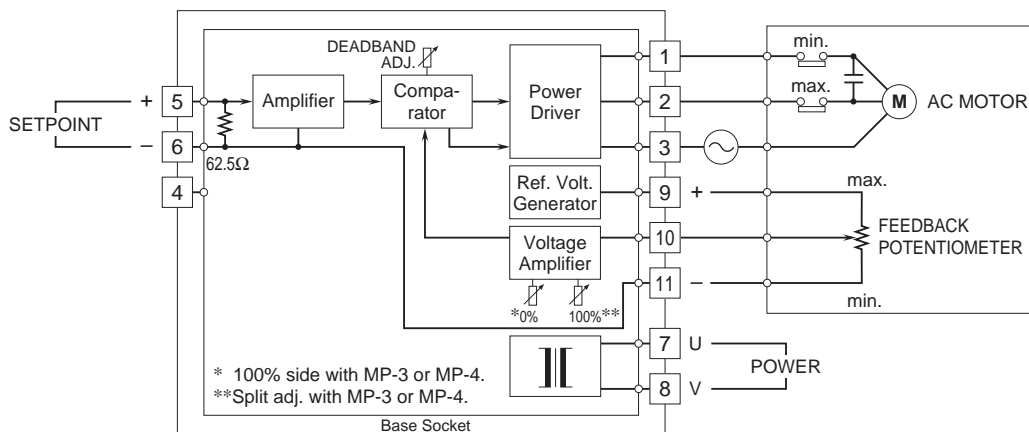 DEADBAND
ADJ.
SETPOINT
+
5
−
6
4
62.5Ω
Amplifier
Compa-
rator
Power
Driver
Ref. Volt.
Generator
Voltage
Amplifier
*0%
100%**
1
2
3
9
+
10
11
−
7
U
8
V
POWER
min.
max.
M
AC MOTOR
max.
FEEDBACK
POTENTIOMETER
min.
* 100% side with MP-3 or MP-4.
**Split adj. with MP-3 or MP-4.
Base Socket